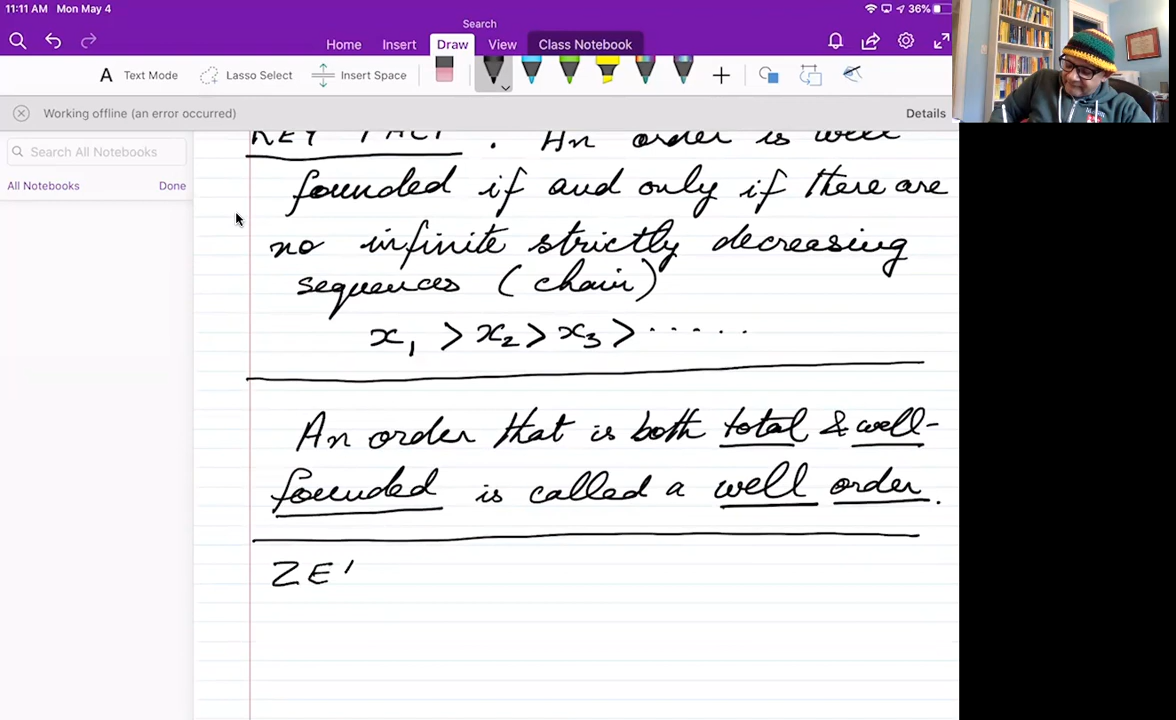 11:11 AM Mon May 4
36%
Search
Home Insert Draw View Class Notebook
Text Mode Lasso Select Insert Space
Working offline (an error occurred) Details
Search All Notebooks
All Notebooks Done
KEY FACT. An order is well
founded if and only if there are
no infinite strictly decreasing
sequences (chain)
x₁ > x₂ > x₃ > ......
An order that is both total & well-
founded is called a well order.
ZE